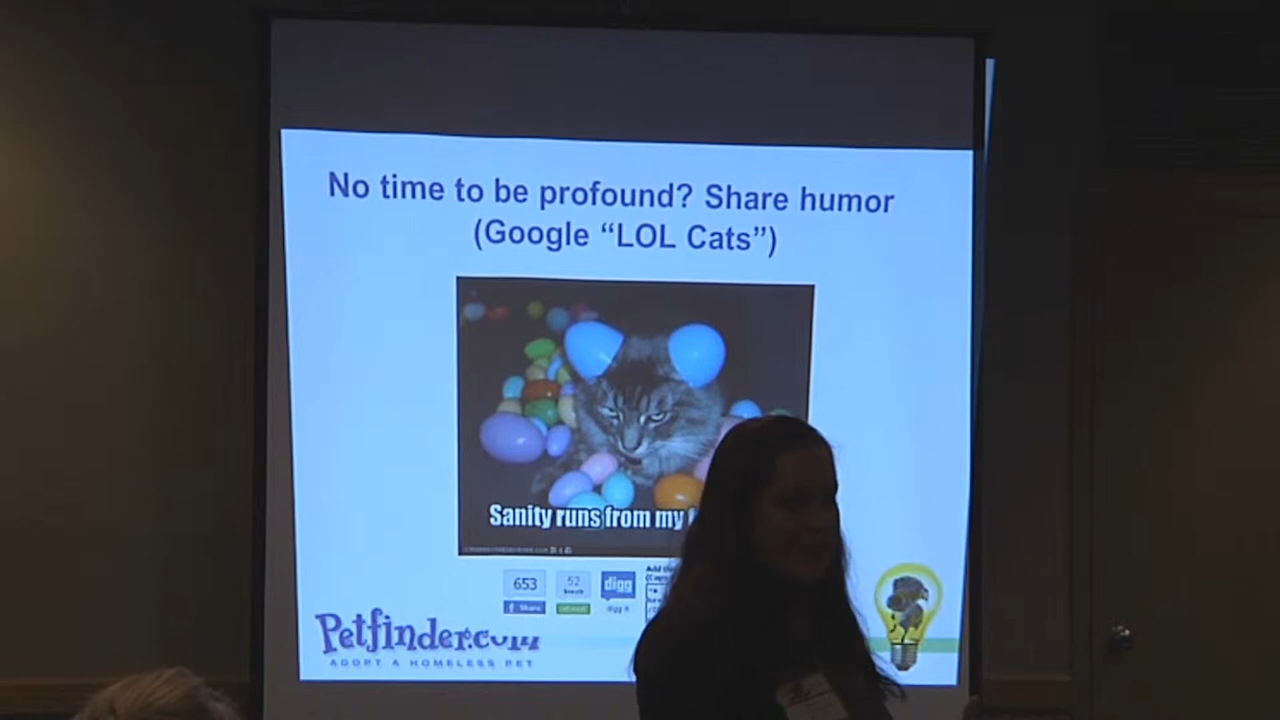 No time to be profound? Share humor
(Google “LOL Cats”)
Sanity runs from my
653
52
digg
Share
retweet
digg it
Petfinder.com
ADOPT A HOMELESS PET